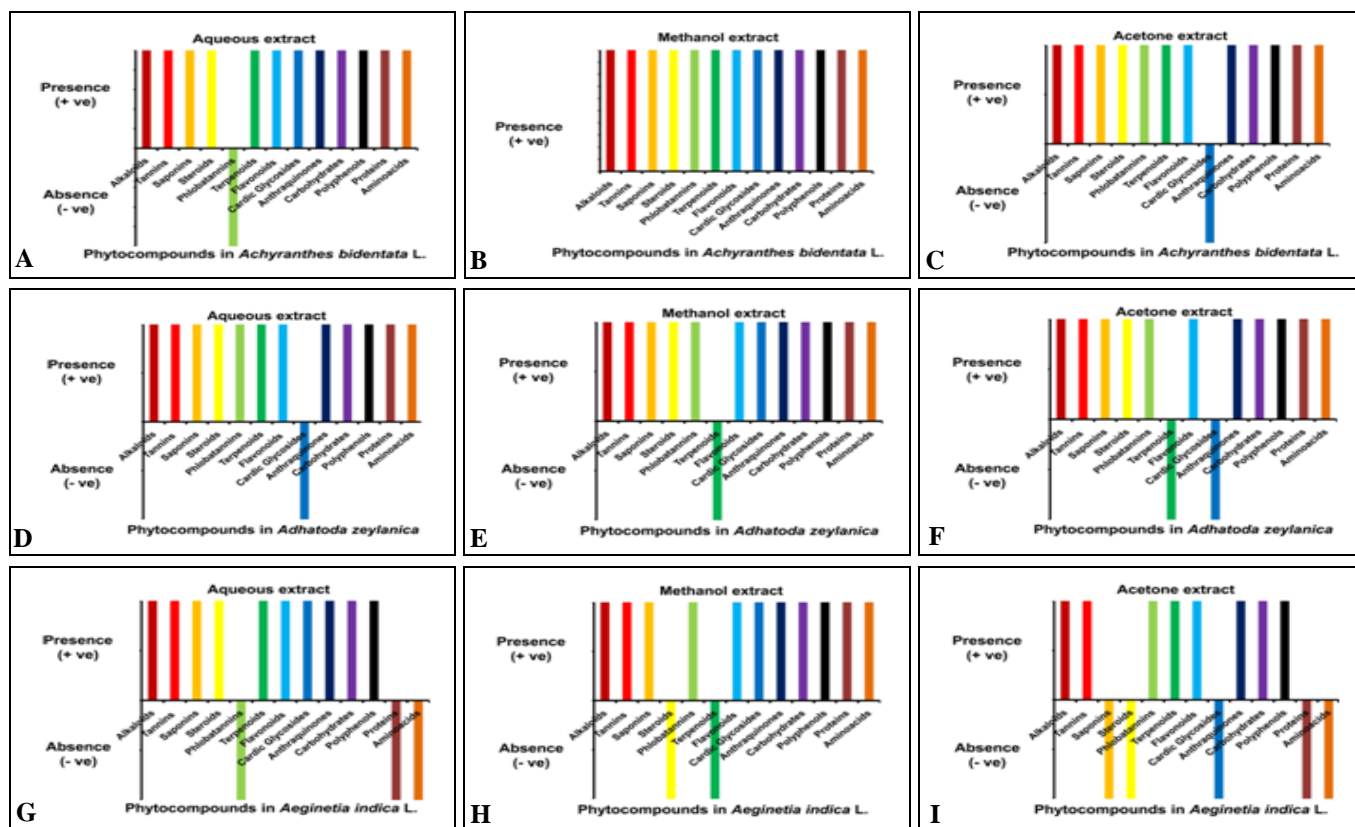 Aqueous extract
Presence
(+ ve)
Alkaloids
Tannins
Saponins
Steroids
Phlobatannins
Terpenoids
Flavonoids
Cardic Glycosides
Anthraquinones
Carbohydrates
Polyphenols
Proteins
Aminoacids
Absence
(- ve)
A
Phytocompounds in Achyranthes bidentata L.
Methanol extract
Presence
(+ ve)
Alkaloids
Tannins
Saponins
Steroids
Phlobatannins
Terpenoids
Flavonoids
Cardic Glycosides
Anthraquinones
Carbohydrates
Polyphenols
Proteins
Aminoacids
B
Phytocompounds in Achyranthes bidentata L.
Acetone extract
Presence
(+ ve)
Alkaloids
Tannins
Saponins
Steroids
Phlobatannins
Terpenoids
Flavonoids
Cardic Glycosides
Anthraquinones
Carbohydrates
Polyphenols
Proteins
Aminoacids
Absence
(- ve)
C
Phytocompounds in Achyranthes bidentata L.
Aqueous extract
Presence
(+ ve)
Alkaloids
Tannins
Saponins
Steroids
Phlobatannins
Terpenoids
Flavonoids
Cardic Glycosides
Anthraquinones
Carbohydrates
Polyphenols
Proteins
Aminoacids
Absence
(- ve)
D
Phytocompounds in Adhatoda zeylanica
Methanol extract
Presence
(+ ve)
Alkaloids
Tannins
Saponins
Steroids
Phlobatannins
Terpenoids
Flavonoids
Cardic Glycosides
Anthraquinones
Carbohydrates
Polyphenols
Proteins
Aminoacids
Absence
(- ve)
E
Phytocompounds in Adhatoda zeylanica
Acetone extract
Presence
(+ ve)
Alkaloids
Tannins
Saponins
Steroids
Phlobatannins
Terpenoids
Flavonoids
Cardic Glycosides
Anthraquinones
Carbohydrates
Polyphenols
Proteins
Aminoacids
Absence
(- ve)
F
Phytocompounds in Adhatoda zeylanica
Aqueous extract
Presence
(+ ve)
Alkaloids
Tannins
Saponins
Steroids
Phlobatannins
Terpenoids
Flavonoids
Cardic Glycosides
Anthraquinones
Carbohydrates
Polyphenols
Proteins
Aminoacids
Absence
(- ve)
G
Phytocompounds in Aeginetia indica L.
Methanol extract
Presence
(+ ve)
Alkaloids
Tannins
Saponins
Steroids
Phlobatannins
Terpenoids
Flavonoids
Cardic Glycosides
Anthraquinones
Carbohydrates
Polyphenols
Proteins
Aminoacids
Absence
(- ve)
H
Phytocompounds in Aeginetia indica L.
Acetone extract
Presence
(+ ve)
Alkaloids
Tannins
Saponins
Steroids
Phlobatannins
Terpenoids
Flavonoids
Cardic Glycosides
Anthraquinones
Carbohydrates
Polyphenols
Proteins
Aminoacids
Absence
(- ve)
I
Phytocompounds in Aeginetia indica L.